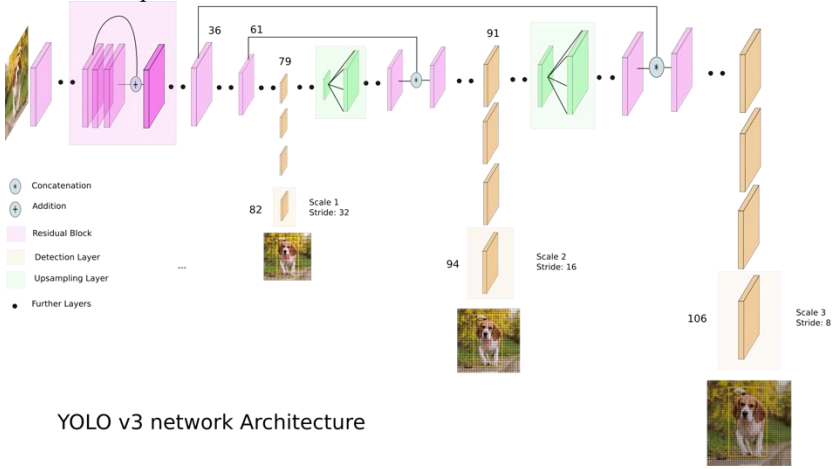 36
61
79
91
Concatenation
Addition
Residual Block
Detection Layer
Upsampling Layer
Further Layers
...
82
Scale 1
Stride: 32
94
Scale 2
Stride: 16
106
Scale 3
Stride: 8
YOLO v3 network Architecture